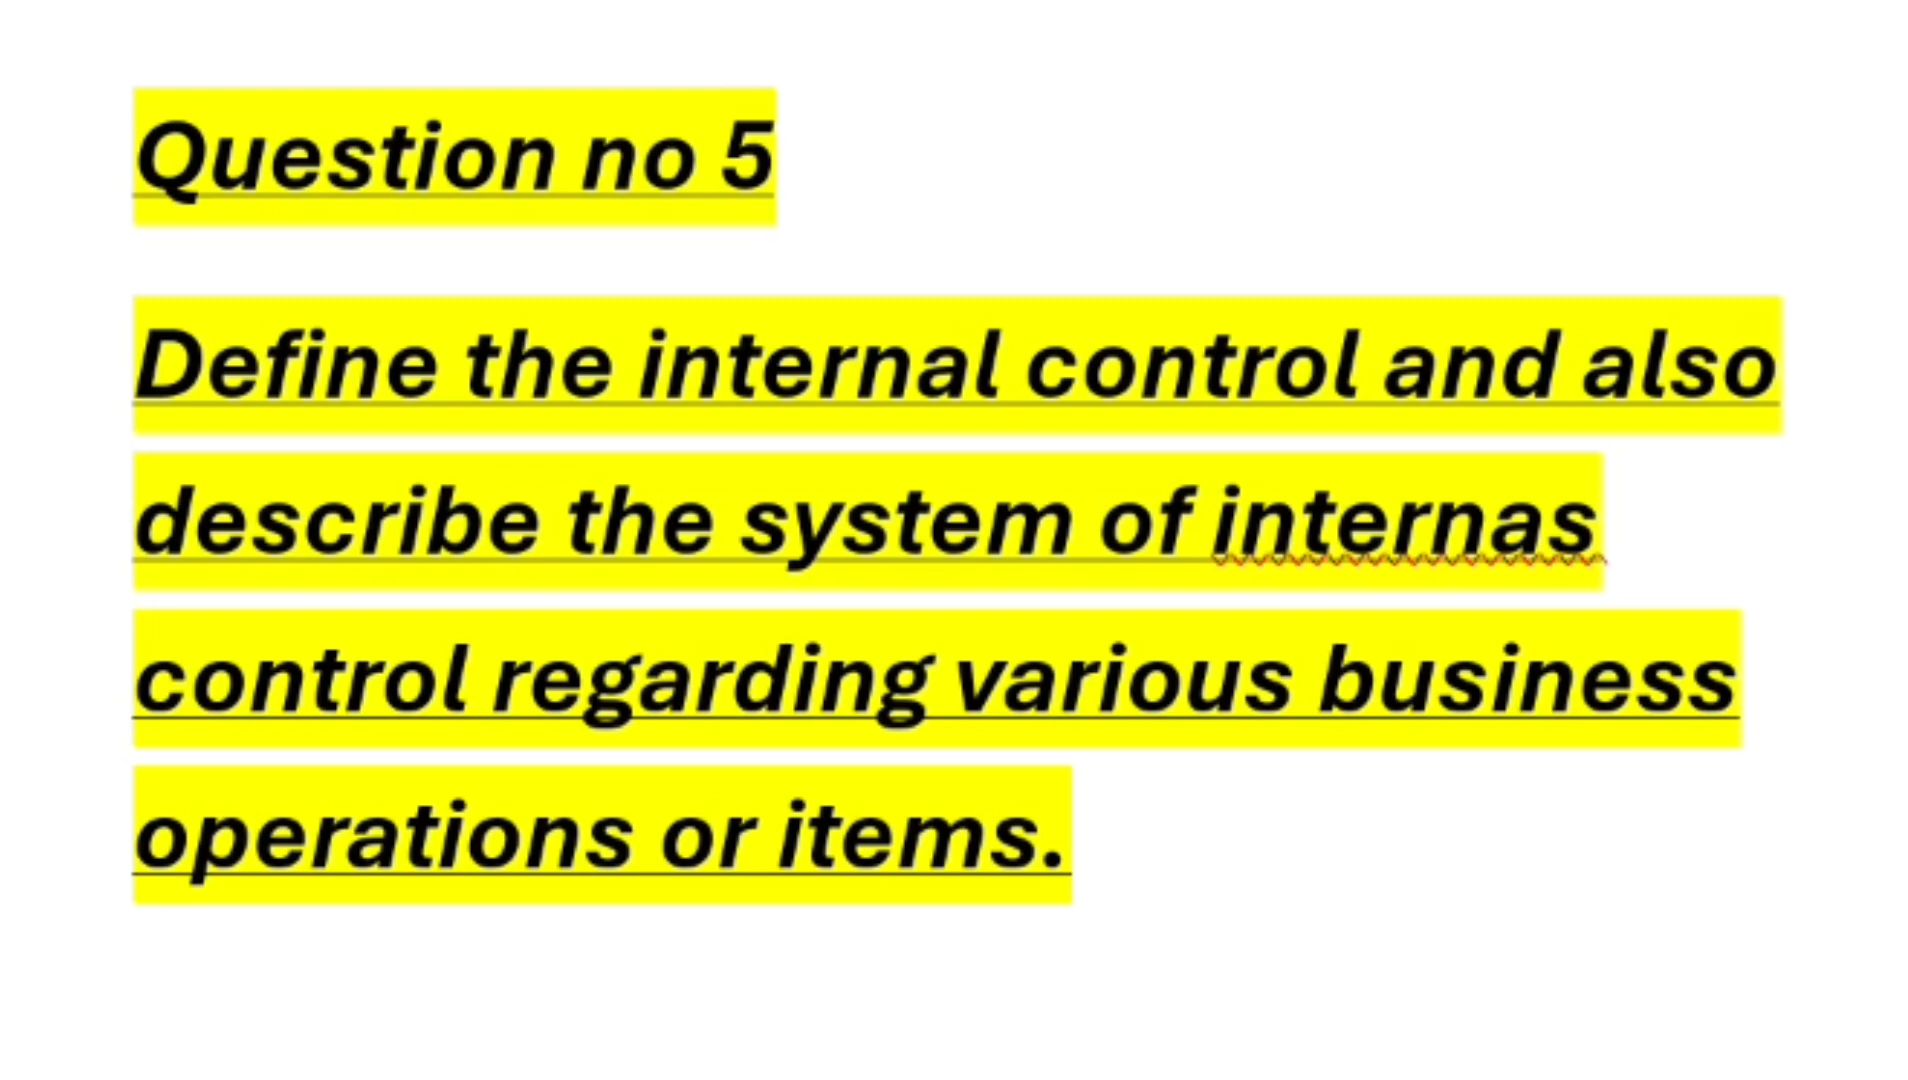 Question no 5
Define the internal control and also
describe the system of internas
control regarding various business
operations or items.